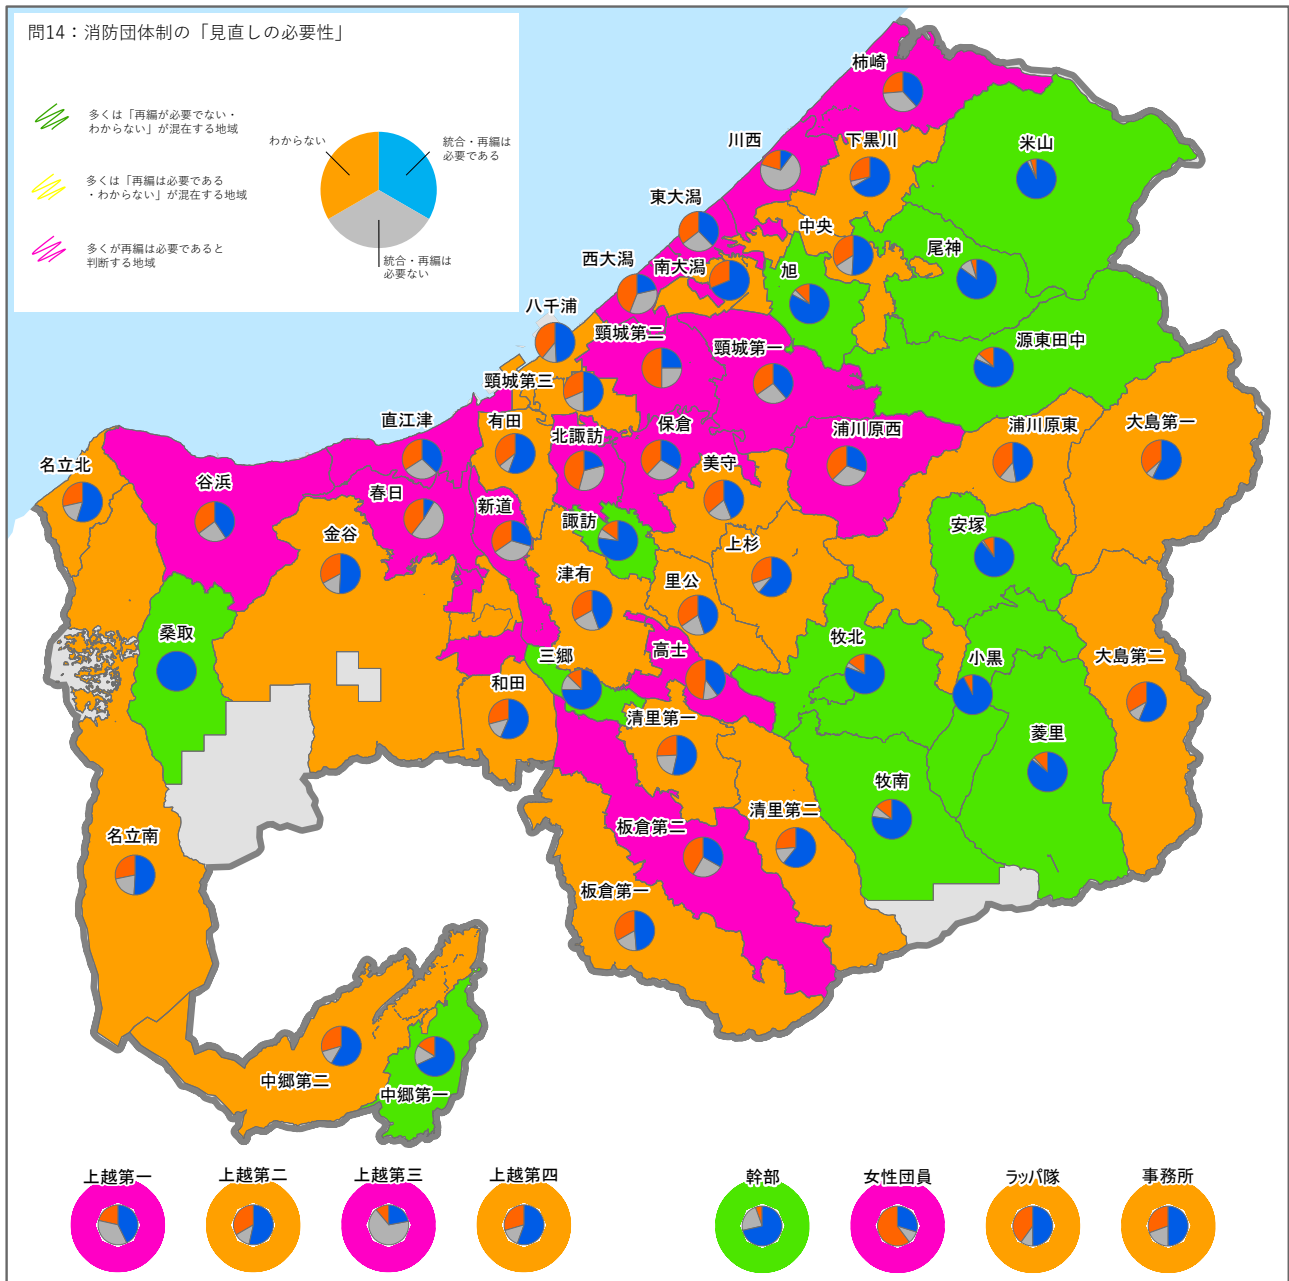 問14：消防団体制の「見直しの必要性」
多くは「再編が必要でない・
わからない」が混在する地域
多くは「再編は必要である
・わからない」が混在する地域
多くが再編は必要であると
判断する地域
わからない
統合・再編は
必要である
統合・再編は
必要ない
柿崎
川西
下黒川
米山
東大潟
中央
尾神
西大潟
南大潟
旭
八千浦
頸城第二
頸城第一
源東田中
頸城第三
直江津
有田
北諏訪
保倉
浦川原西
浦川原東
大島第一
名立北
谷浜
春日
新道
美守
金谷
諏訪
上杉
安塚
津有
里公
桑取
三郷
高士
牧北
小黒
大島第二
和田
清里第一
菱里
牧南
名立南
板倉第二
清里第二
板倉第一
中郷第二
中郷第一
上越第一
上越第二
上越第三
上越第四
幹部
女性団員
ラッパ隊
事務所